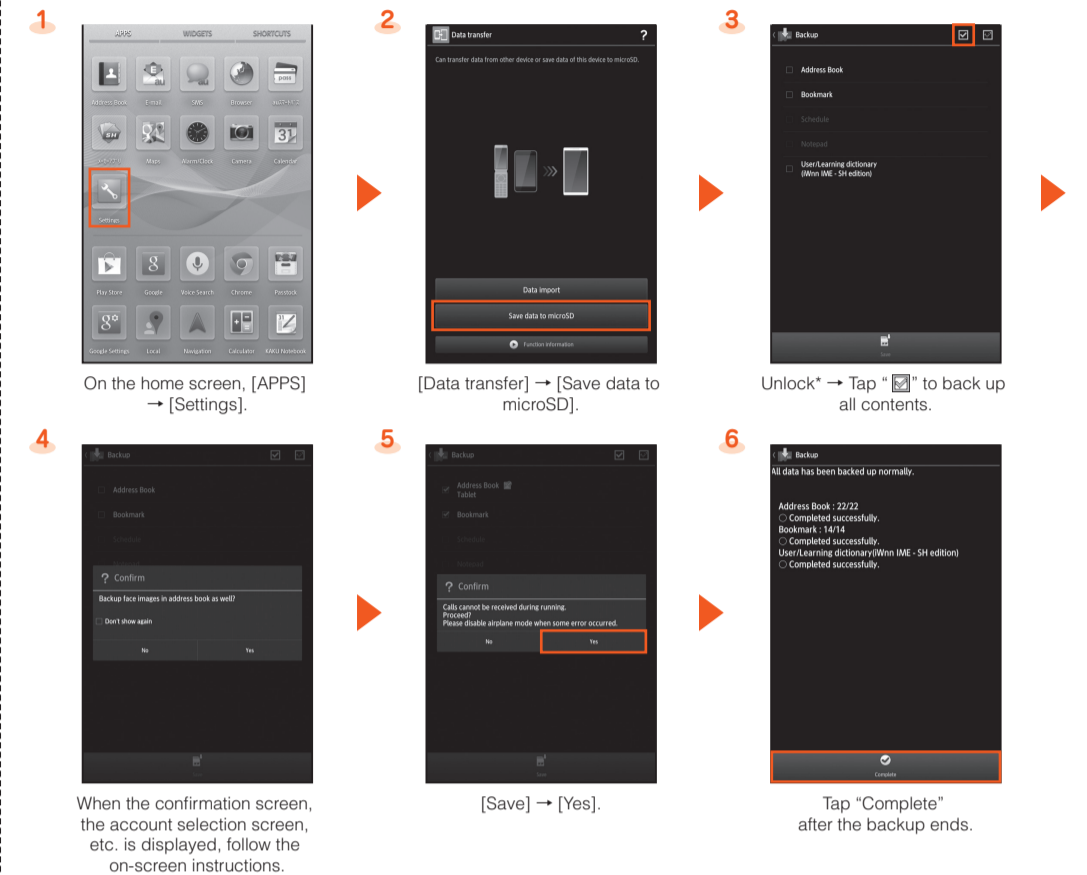 1
APPS WIDGETS SHORTCUTS
Address Book E-mail SMS Browser
Maps Alarm/Clock Camera Calendar
Settings
Play Store Google Voice Search Chrome Passtock
Google Settings Local Navigation Calculator KAKU Notebook
On the home screen, [APPS]
→ [Settings].
2
Data transfer ?
Can transfer data from other device or save data of this device to microSD.
Data import
Save data to microSD
Function information
[Data transfer] → [Save data to
microSD].
3
Backup
Address Book
Bookmark
Schedule
Notepad
User/Learning dictionary
(iWnn IME - SH edition)
Save
Unlock* → Tap “ ☑ ” to back up
all contents.
4
Backup
Address Book
Bookmark
Schedule
? Confirm
Backup face images in address book as well?
Don't show again
No Yes
Save
When the confirmation screen,
the account selection screen,
etc. is displayed, follow the
on-screen instructions.
5
Backup
Address Book
Tablet
Bookmark
Schedule
Notepad
? Confirm
Calls cannot be received during running.
Proceed?
Please disable airplane mode when some error occurred.
No Yes
Save
[Save] → [Yes].
6
Backup
All data has been backed up normally.
Address Book : 22/22
○ Completed successfully.
Bookmark : 14/14
○ Completed successfully.
User/Learning dictionary(iWnn IME - SH edition)
○ Completed successfully.
Complete
Tap “Complete”
after the backup ends.